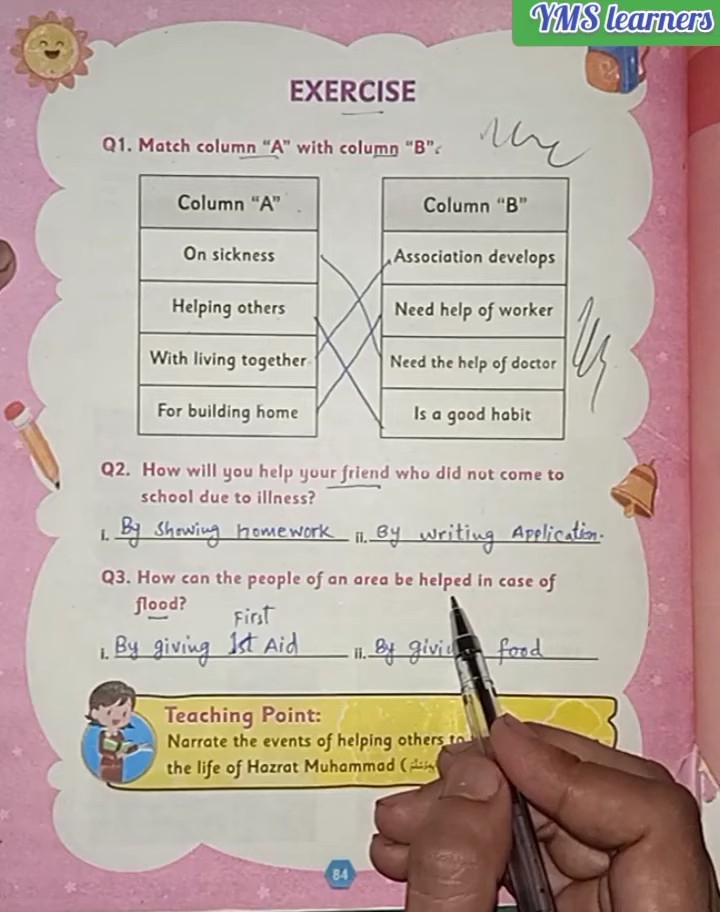 YMS learners
EXERCISE
Q1. Match column "A" with column "B".
Column "A"
Column "B"
On sickness
Association develops
Helping others
Need help of worker
With living together
Need the help of doctor
For building home
Is a good habit
Q2. How will you help your friend who did not come to
school due to illness?
i. By showing homework ii. By writing Application.
Q3. How can the people of an area be helped in case of
flood?
First
i. By giving 1st Aid ii. By food
Teaching Point:
Narrate the events of helping others
the life of Hazrat Muhammad (
84